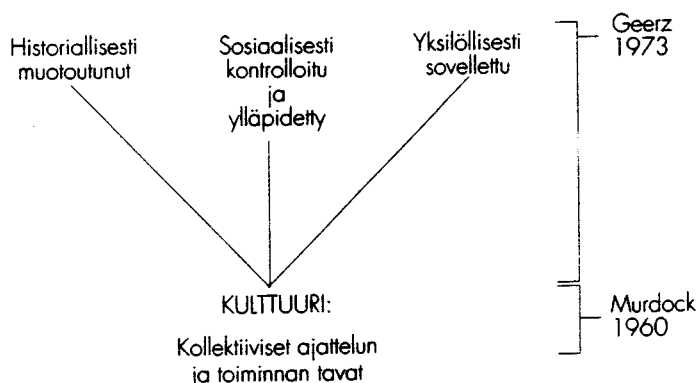 Historiallisesti
muotoutunut
Sosiaalisesti
kontrolloitu
ja
ylläpidetty
Yksilöllisesti
sovellettu
Geerz
1973
KULTTUURI:
Kollektiiviset ajattelun
ja toiminnan tavat
Murdock
1960